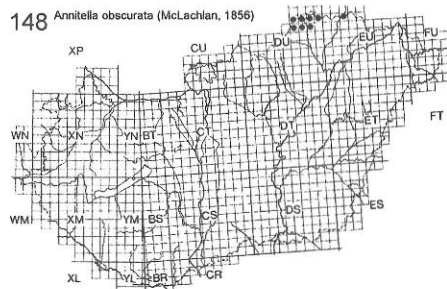 148 Annitella obscurata (McLachlan, 1856)
XP CU DU EU FU
WN XN YN BT CT DT ET FT
WM XM YM BS CS DS ES
XL YL BR CR